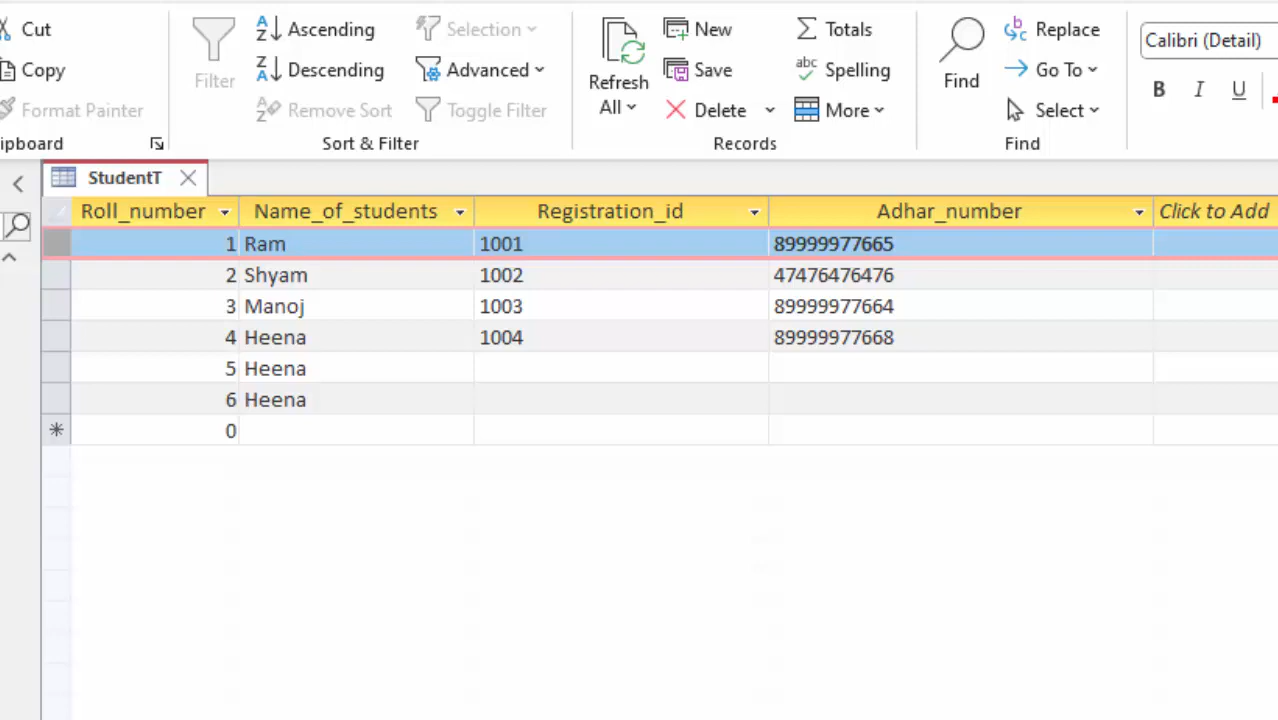 Cut
Copy
Format Painter
ipboard
Filter
Ascending
Descending
Remove Sort
Selection
Advanced
Toggle Filter
Sort & Filter
Refresh
All
New
Save
Delete
Totals
Spelling
More
Records
Find
Replace
Go To
Select
Find
Calibri (Detail)
B I U
StudentT
Roll_number Name_of_students Registration_id Adhar_number Click to Add
1 Ram 1001 89999977665
2 Shyam 1002 47476476476
3 Manoj 1003 89999977664
4 Heena 1004 89999977668
5 Heena
6 Heena
* 0